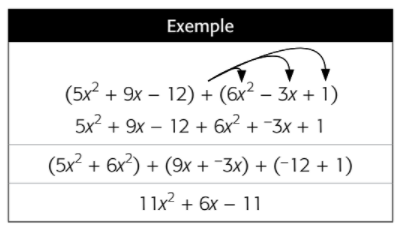 Exemple
(5x² + 9x – 12) + (6x² – 3x + 1)
5x² + 9x – 12 + 6x² + ⁻3x + 1
(5x² + 6x²) + (9x + ⁻3x) + (⁻12 + 1)
11x² + 6x – 11